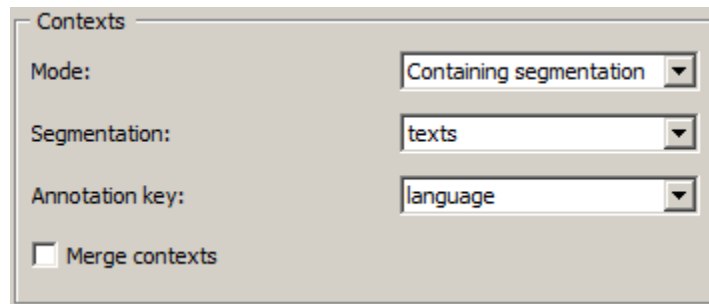 Contexts
Mode: Containing segmentation
Segmentation: texts
Annotation key: language
Merge contexts